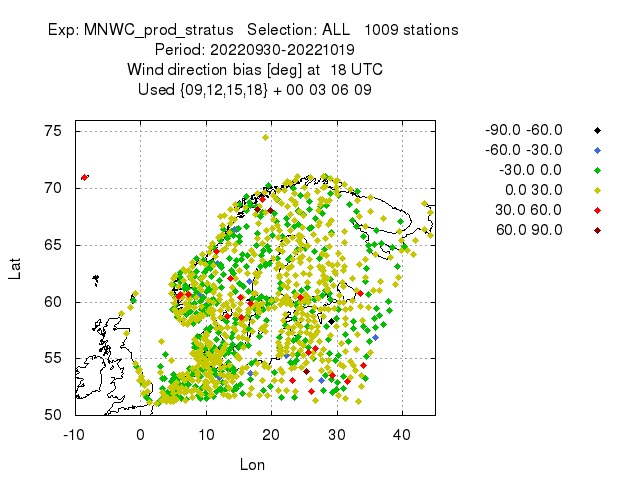 Exp: MNWC_prod_stratus   Selection: ALL   1009 stations
Period: 20220930-20221019
Wind direction bias [deg] at  18 UTC
Used {09,12,15,18} + 00 03 06 09
-90.0 -60.0
-60.0 -30.0
-30.0 0.0
0.0 30.0
30.0 60.0
60.0 90.0
75
70
65
60
55
50
Lat
-10 0 10 20 30 40
Lon